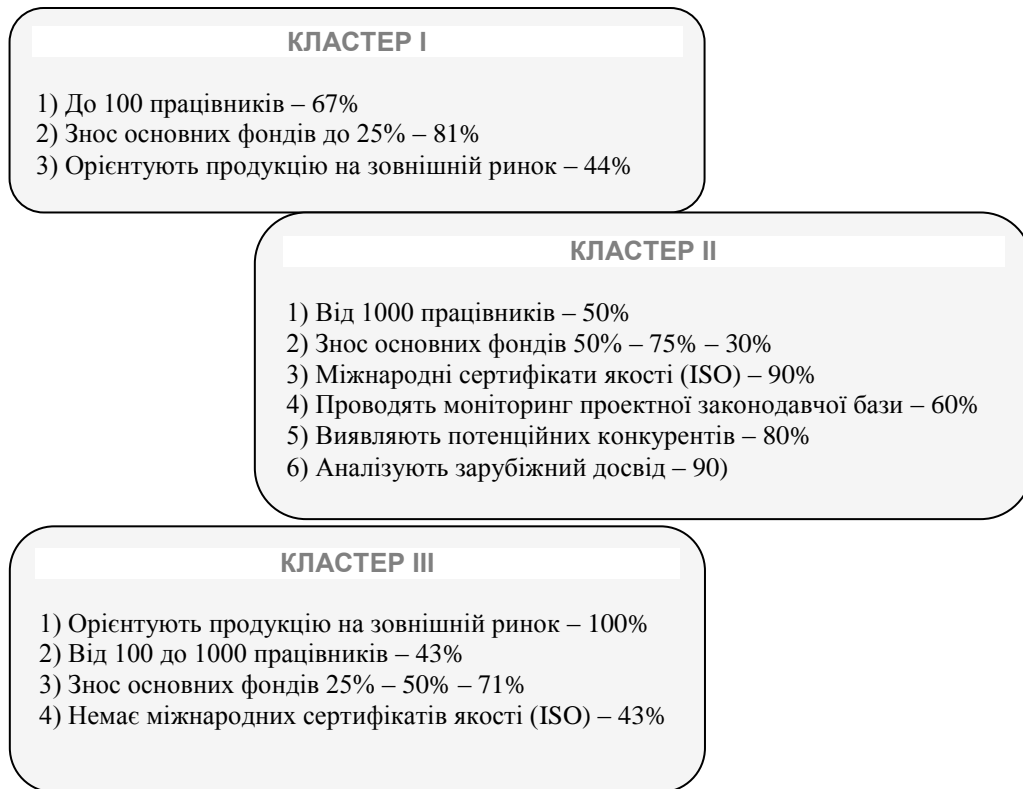 КЛАСТЕР I
1) До 100 працівників – 67%
2) Знос основних фондів до 25% – 81%
3) Орієнтують продукцію на зовнішній ринок – 44%
КЛАСТЕР II
1) Від 1000 працівників – 50%
2) Знос основних фондів 50% – 75% – 30%
3) Міжнародні сертифікати якості (ISO) – 90%
4) Проводять моніторинг проектної законодавчої бази – 60%
5) Виявляють потенційних конкурентів – 80%
6) Аналізують зарубіжний досвід – 90)
КЛАСТЕР III
1) Орієнтують продукцію на зовнішній ринок – 100%
2) Від 100 до 1000 працівників – 43%
3) Знос основних фондів 25% – 50% – 71%
4) Немає міжнародних сертифікатів якості (ISO) – 43%